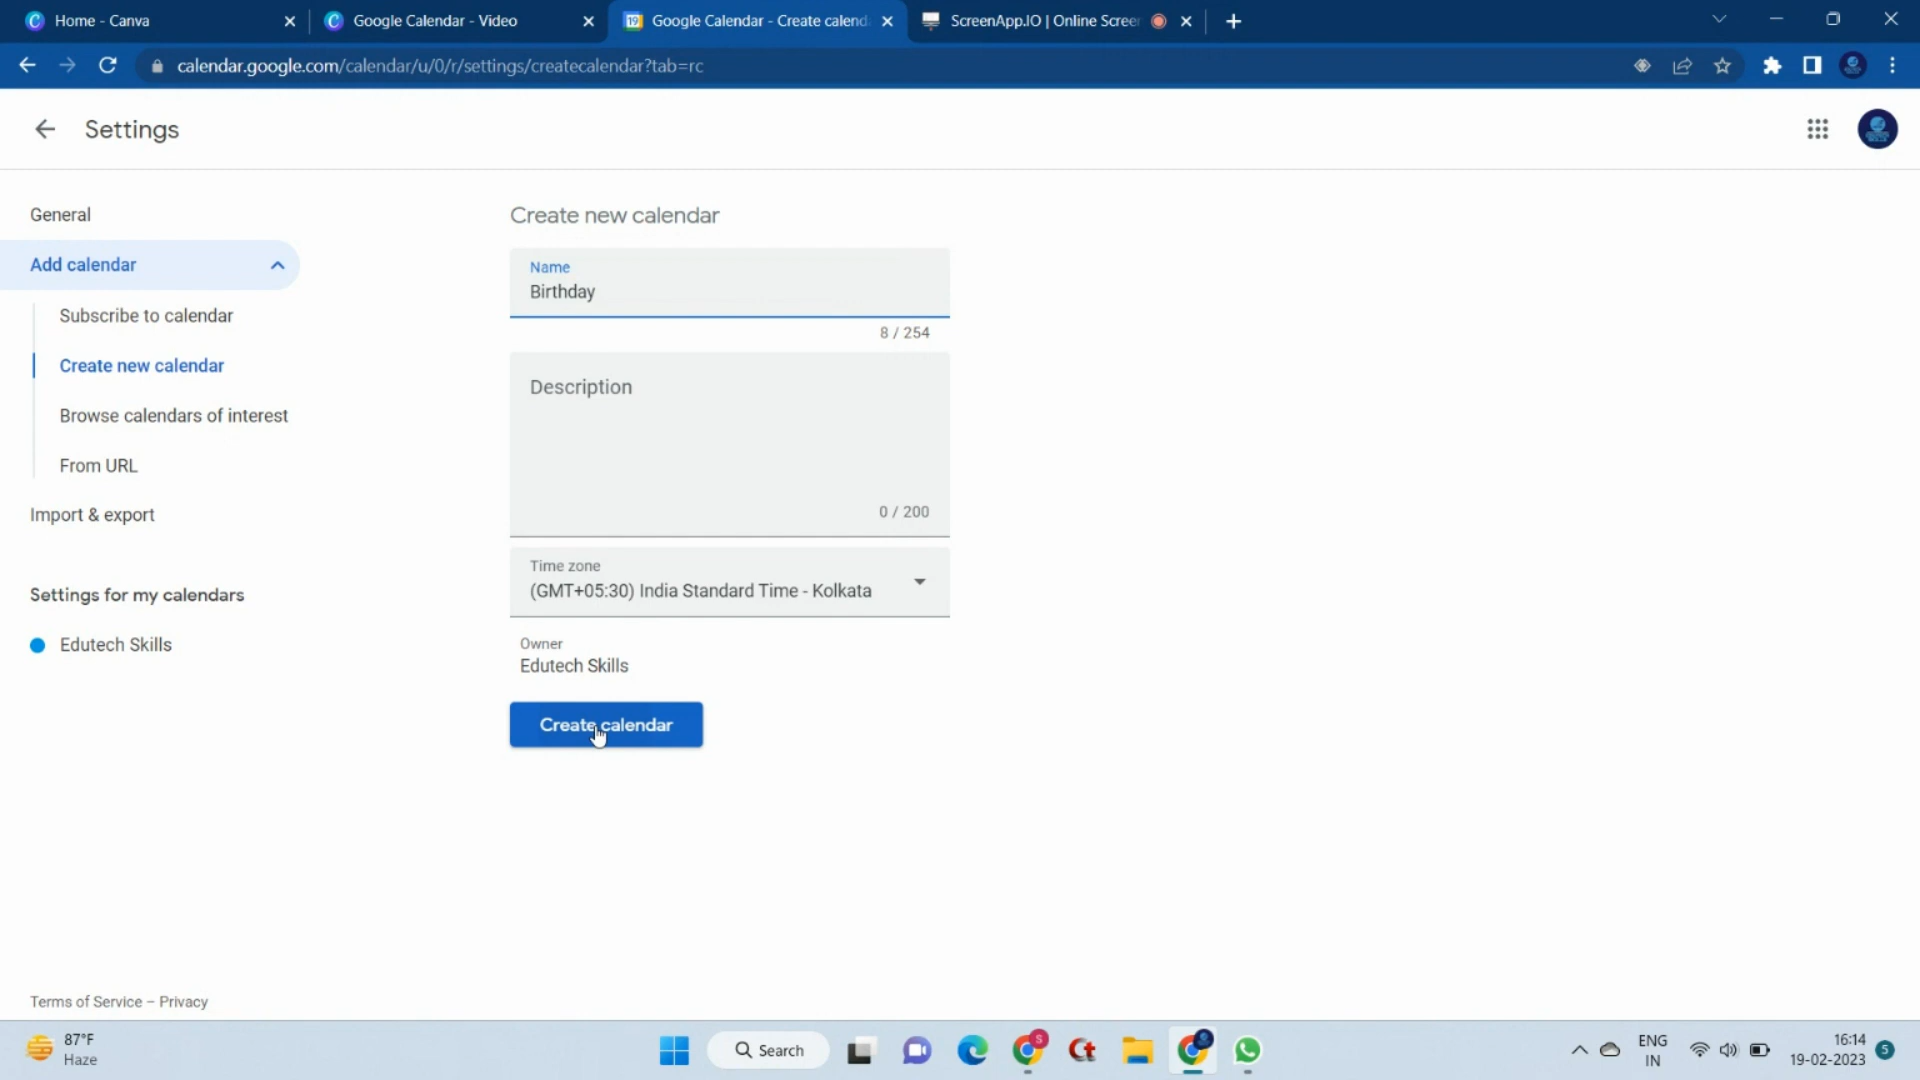 Home - Canva
Google Calendar - Video
Google Calendar - Create calend
ScreenApp.IO | Online Screer
calendar.google.com/calendar/u/0/r/settings/createcalendar?tab=rc
Settings
General
Add calendar
Subscribe to calendar
Create new calendar
Browse calendars of interest
From URL
Import & export
Settings for my calendars
Edutech Skills
Create new calendar
Name
Birthday
8 / 254
Description
0 / 200
Time zone
(GMT+05:30) India Standard Time - Kolkata
Owner
Edutech Skills
Create calendar
Terms of Service – Privacy
87°F
Haze
Search
S
Ct
ENG
IN
16:14
19-02-2023
5